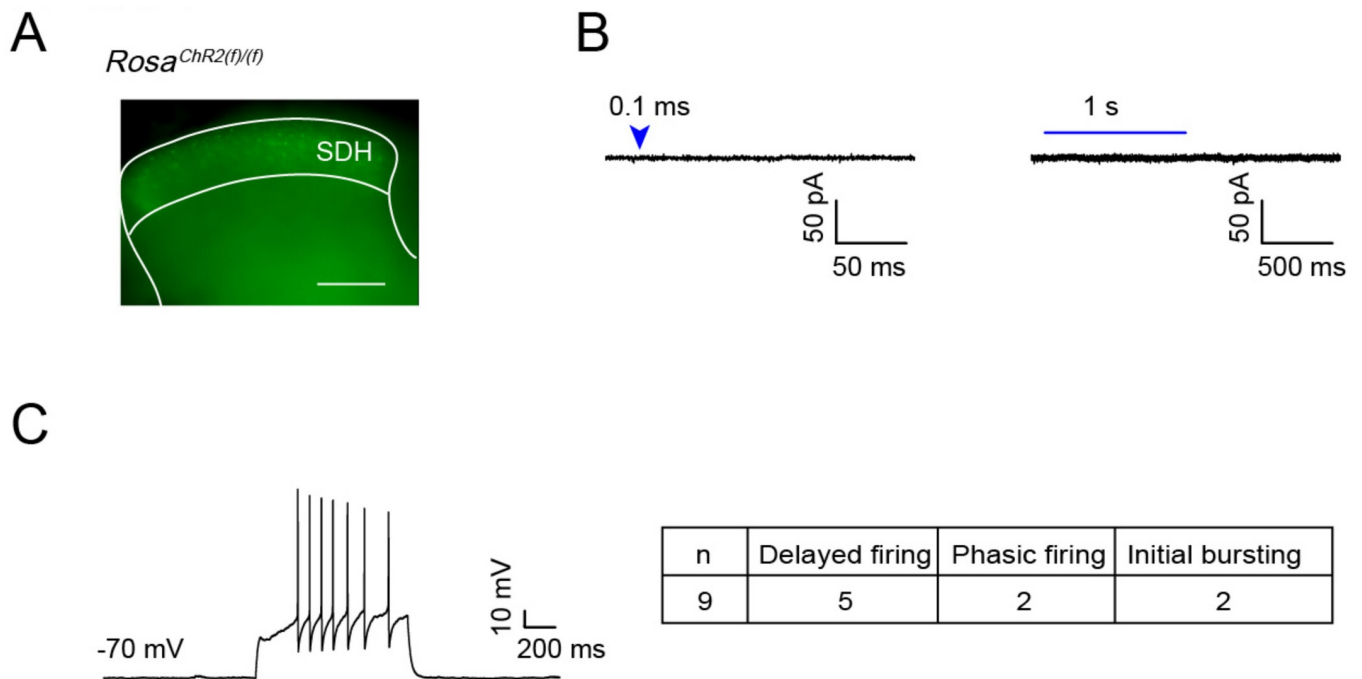 A
Rosa^ChR2(f)/(f)
SDH
B
0.1 ms
50 pA
50 ms
1 s
50 pA
500 ms
C
-70 mV
10 mV
200 ms
n Delayed firing Phasic firing Initial bursting
9 5 2 2